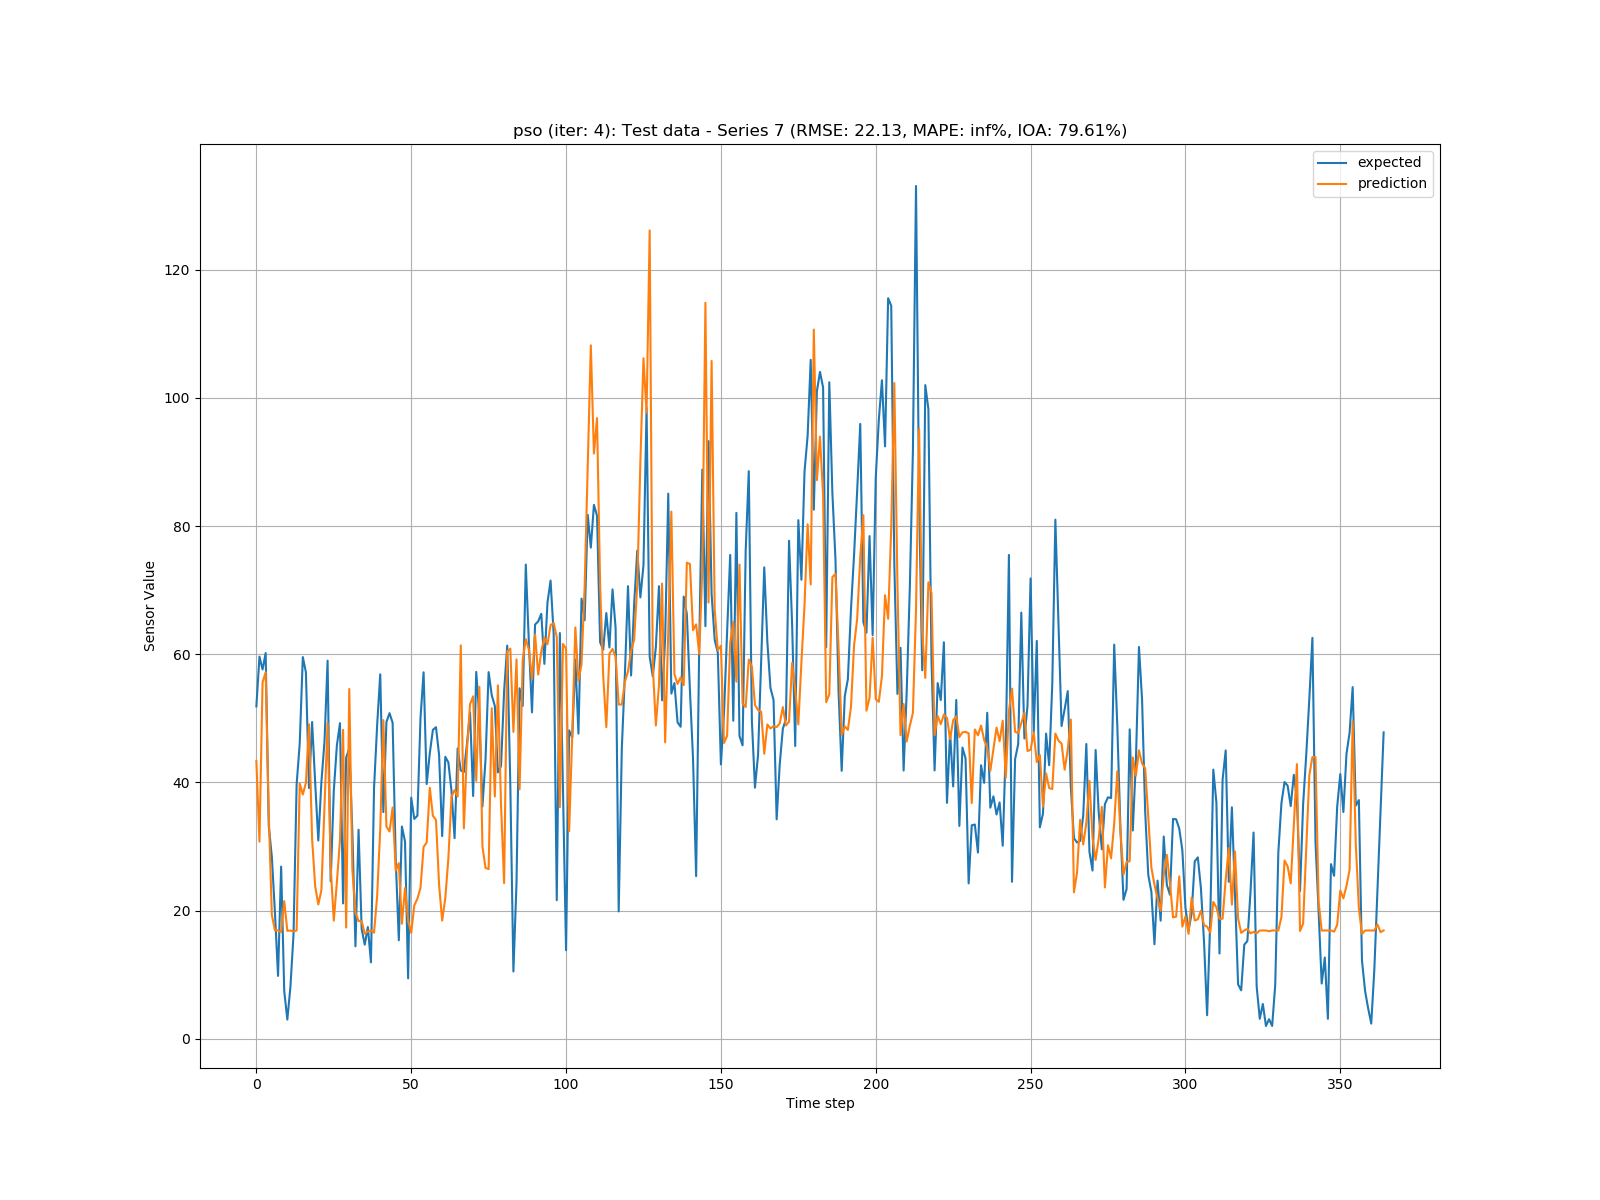 pso (iter: 4): Test data - Series 7 (RMSE: 22.13, MAPE: inf%, IOA: 79.61%)
expected
prediction
120
100
80
60
40
20
0
Sensor Value
0 50 100 150 200 250 300 350
Time step